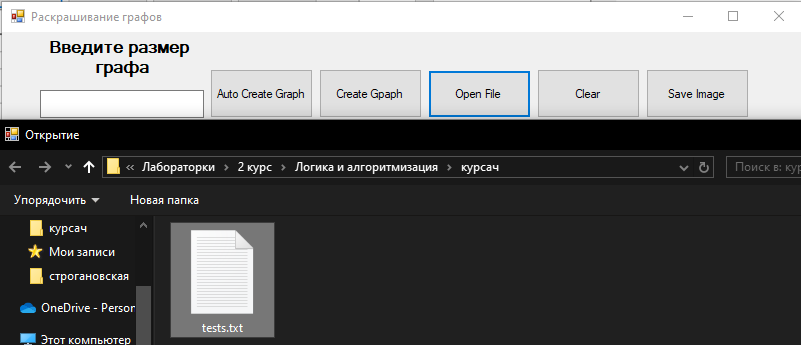 Раскрашивание графов
Введите размер
графа
Auto Create Graph
Create Gpaph
Open File
Clear
Save Image
Открытие
« Лабораторки › 2 курс › Логика и алгоритмизация › курсач
Поиск в: кур
Упорядочить
Новая папка
курсач
Мои записи
строгановская
OneDrive - Person
Этот компьютер
tests.txt